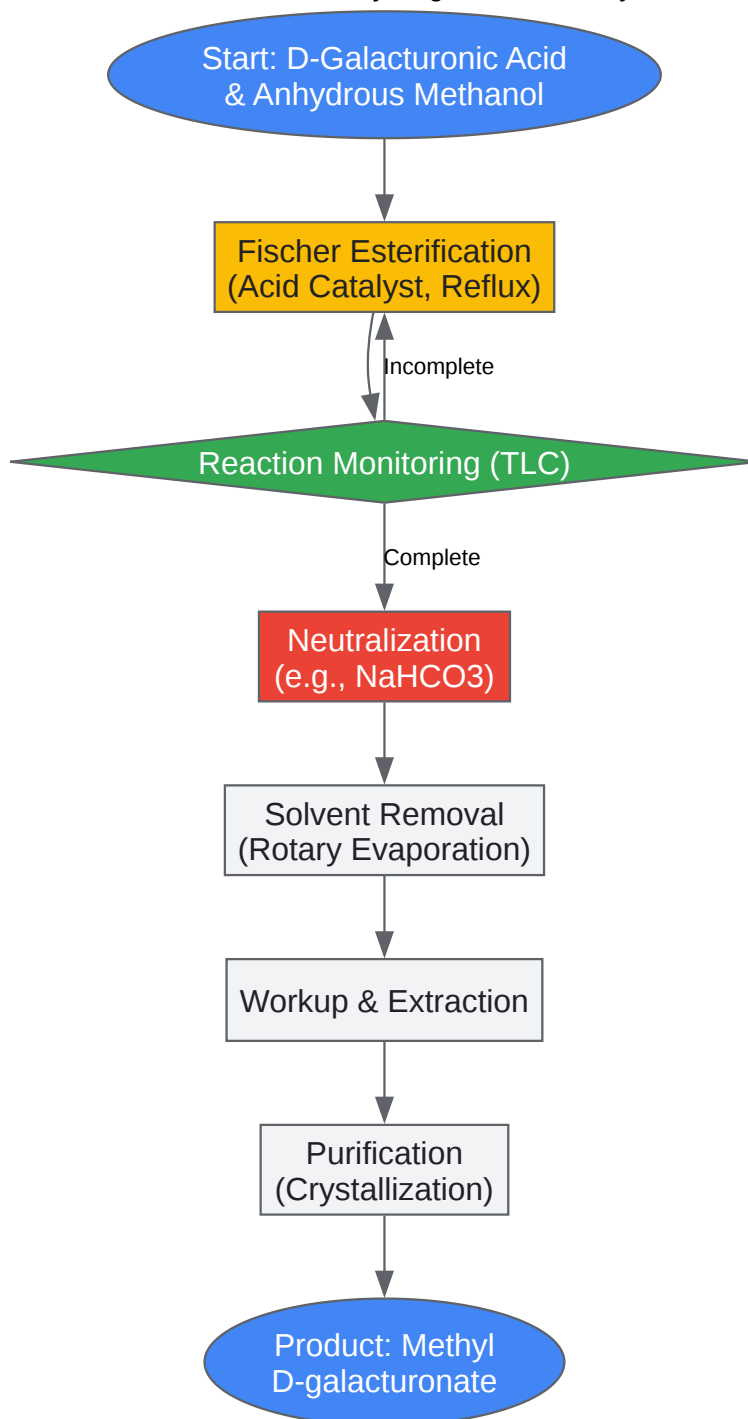 Start: D-Galacturonic Acid
& Anhydrous Methanol
Fischer Esterification
(Acid Catalyst, Reflux)
Incomplete
Reaction Monitoring (TLC)
Complete
Neutralization
(e.g., NaHCO3)
Solvent Removal
(Rotary Evaporation)
Workup & Extraction
Purification
(Crystallization)
Product: Methyl
D-galacturonate